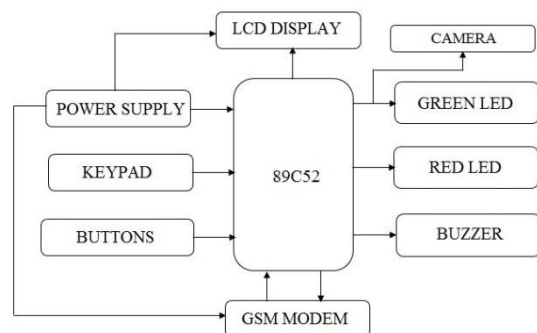 LCD DISPLAY
CAMERA
POWER SUPPLY
GREEN LED
KEYPAD
89C52
RED LED
BUTTONS
BUZZER
GSM MODEM